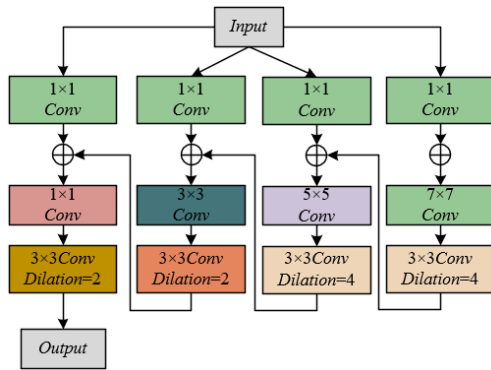 Input
1×1
Conv
1×1
Conv
1×1
Conv
1×1
Conv
1×1
Conv
3×3
Conv
5×5
Conv
7×7
Conv
3×3Conv
Dilation=2
3×3Conv
Dilation=2
3×3Conv
Dilation=4
3×3Conv
Dilation=4
Output